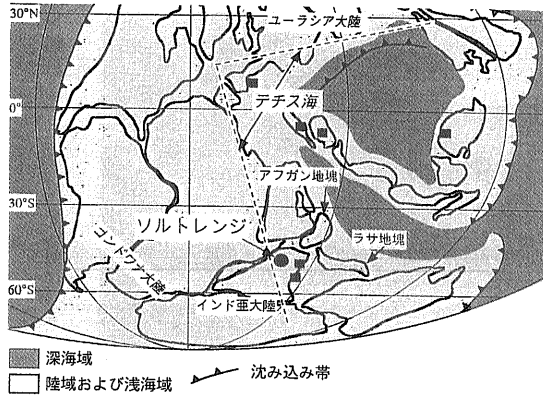 30°N
ユーラシア大陸
0°
テチス海
アフガン地塊
30°S
ソルトレンジ
ラサ地塊
ゴンドワナ大陸
60°S
インド亜大陸
深海域
陸域および浅海域
沈み込み帯